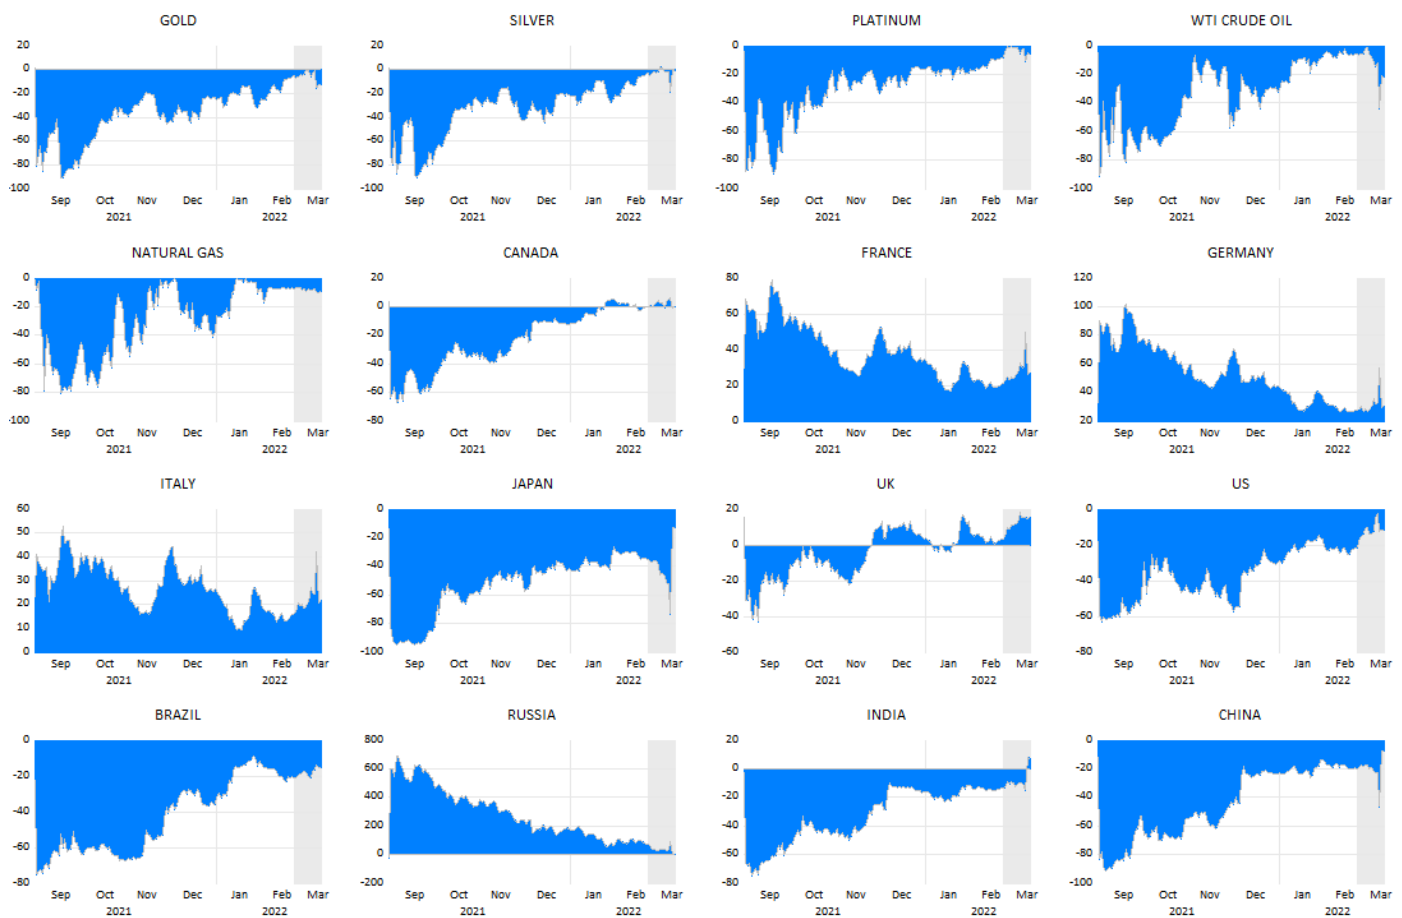 GOLD SILVER PLATINUM WTI CRUDE OIL
20 20 0 0
0 0 -20 -20
-20 -20 -40 -40
-40 -40 -60 -60
-60 -60 -80 -80
-80 -80
-100 -100 -100 -100
Sep Oct Nov Dec Jan Feb Mar Sep Oct Nov Dec Jan Feb Mar Sep Oct Nov Dec Jan Feb Mar Sep Oct Nov Dec Jan Feb Mar
2021 2022 2021 2022 2021 2022 2021 2022
NATURAL GAS CANADA FRANCE GERMANY
0 20 80 120
-20 0 60 100
-40 -20 40 80
-60 -40 20 60
-80 -60 40
-100 -80 0 20
Sep Oct Nov Dec Jan Feb Mar Sep Oct Nov Dec Jan Feb Mar Sep Oct Nov Dec Jan Feb Mar Sep Oct Nov Dec Jan Feb Mar
2021 2022 2021 2022 2021 2022 2021 2022
ITALY JAPAN UK US
60 0 20 0
50 -20 0 -20
40 -40 -20 -40
30 -60 -40 -60
20 -80
10
0 -100 -60 -80
Sep Oct Nov Dec Jan Feb Mar Sep Oct Nov Dec Jan Feb Mar Sep Oct Nov Dec Jan Feb Mar Sep Oct Nov Dec Jan Feb Mar
2021 2022 2021 2022 2021 2022 2021 2022
BRAZIL RUSSIA INDIA CHINA
0 800 20 0
-20 600 0 -20
-40 400 -20 -40
-60 200 -40 -60
0 -60 -80
-80 -200 -80 -100
Sep Oct Nov Dec Jan Feb Mar Sep Oct Nov Dec Jan Feb Mar Sep Oct Nov Dec Jan Feb Mar Sep Oct Nov Dec Jan Feb Mar
2021 2022 2021 2022 2021 2022 2021 2022